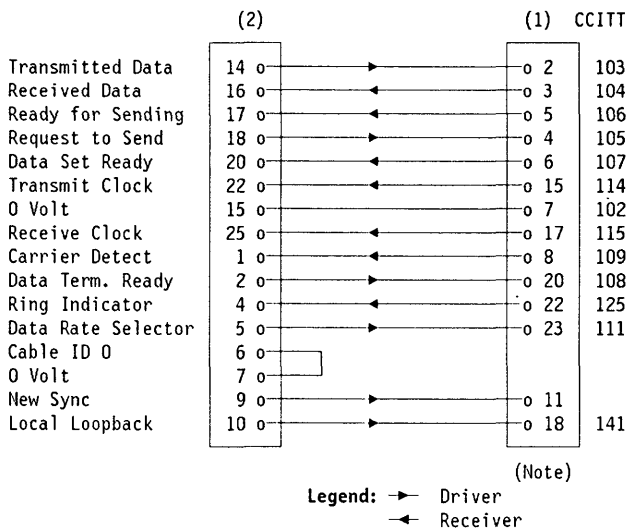 (2) (1) CCITT
Transmitted Data 14 o o 2 103
Received Data 16 o o 3 104
Ready for Sending 17 o o 5 106
Request to Send 18 o o 4 105
Data Set Ready 20 o o 6 107
Transmit Clock 22 o o 15 114
0 Volt 15 o o 7 102
Receive Clock 25 o o 17 115
Carrier Detect 1 o o 8 109
Data Term. Ready 2 o o 20 108
Ring Indicator 4 o o 22 125
Data Rate Selector 5 o o 23 111
Cable ID 0 6 o
0 Volt 7 o
New Sync 9 o o 11
Local Loopback 10 o o 18 141
(Note)
Legend: Driver
Receiver